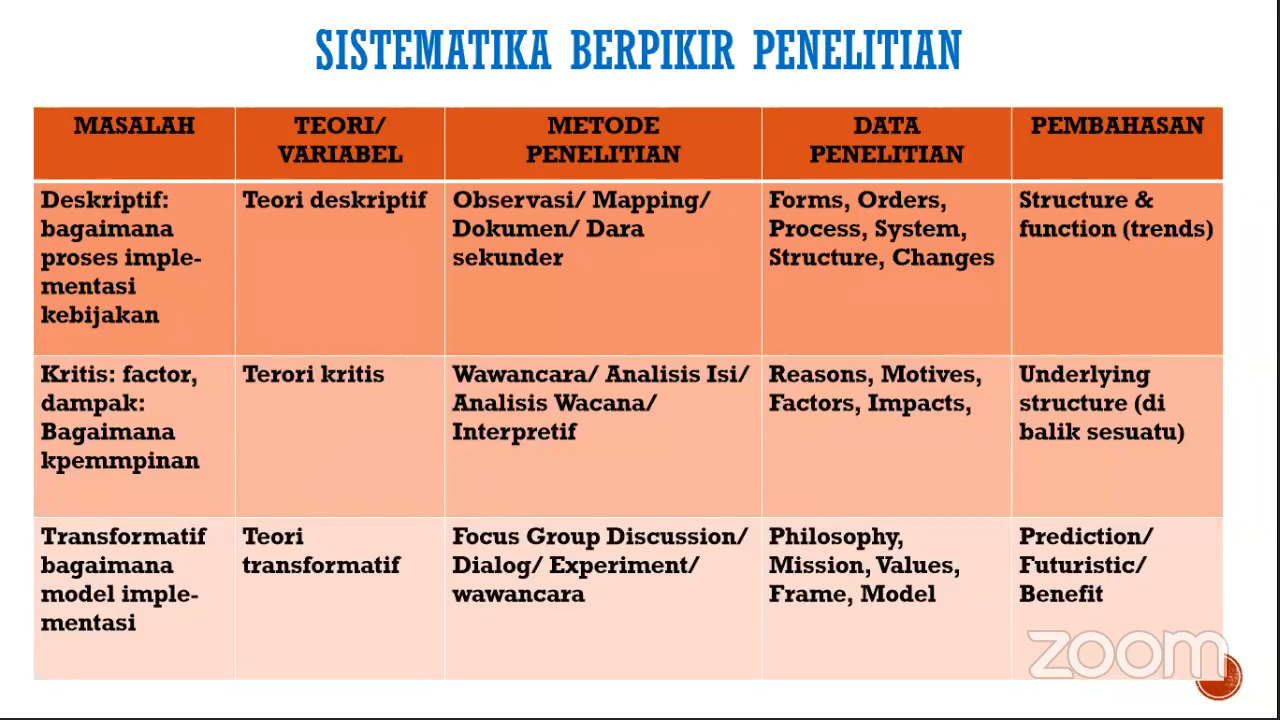 SISTEMATIKA BERPIKIR PENELITIAN
MASALAH
TEORI/
VARIABEL
METODE
PENELITIAN
DATA
PENELITIAN
PEMBAHASAN
Deskriptif:
bagaimana
proses imple-
mentasi
kebijakan
Teori deskriptif
Observasi/ Mapping/
Dokumen/ Dara
sekunder
Forms, Orders,
Process, System,
Structure, Changes
Structure &
function (trends)
Kritis: factor,
dampak:
Bagaimana
kpemmpinan
Terori kritis
Wawancara/ Analisis Isi/
Analisis Wacana/
Interpretif
Reasons, Motives,
Factors, Impacts,
Underlying
structure (di
balik sesuatu)
Transformatif
bagaimana
model imple-
mentasi
Teori
transformatif
Focus Group Discussion/
Dialog/ Experiment/
wawancara
Philosophy,
Mission, Values,
Frame, Model
Prediction/
Futuristic/
Benefit
zoom